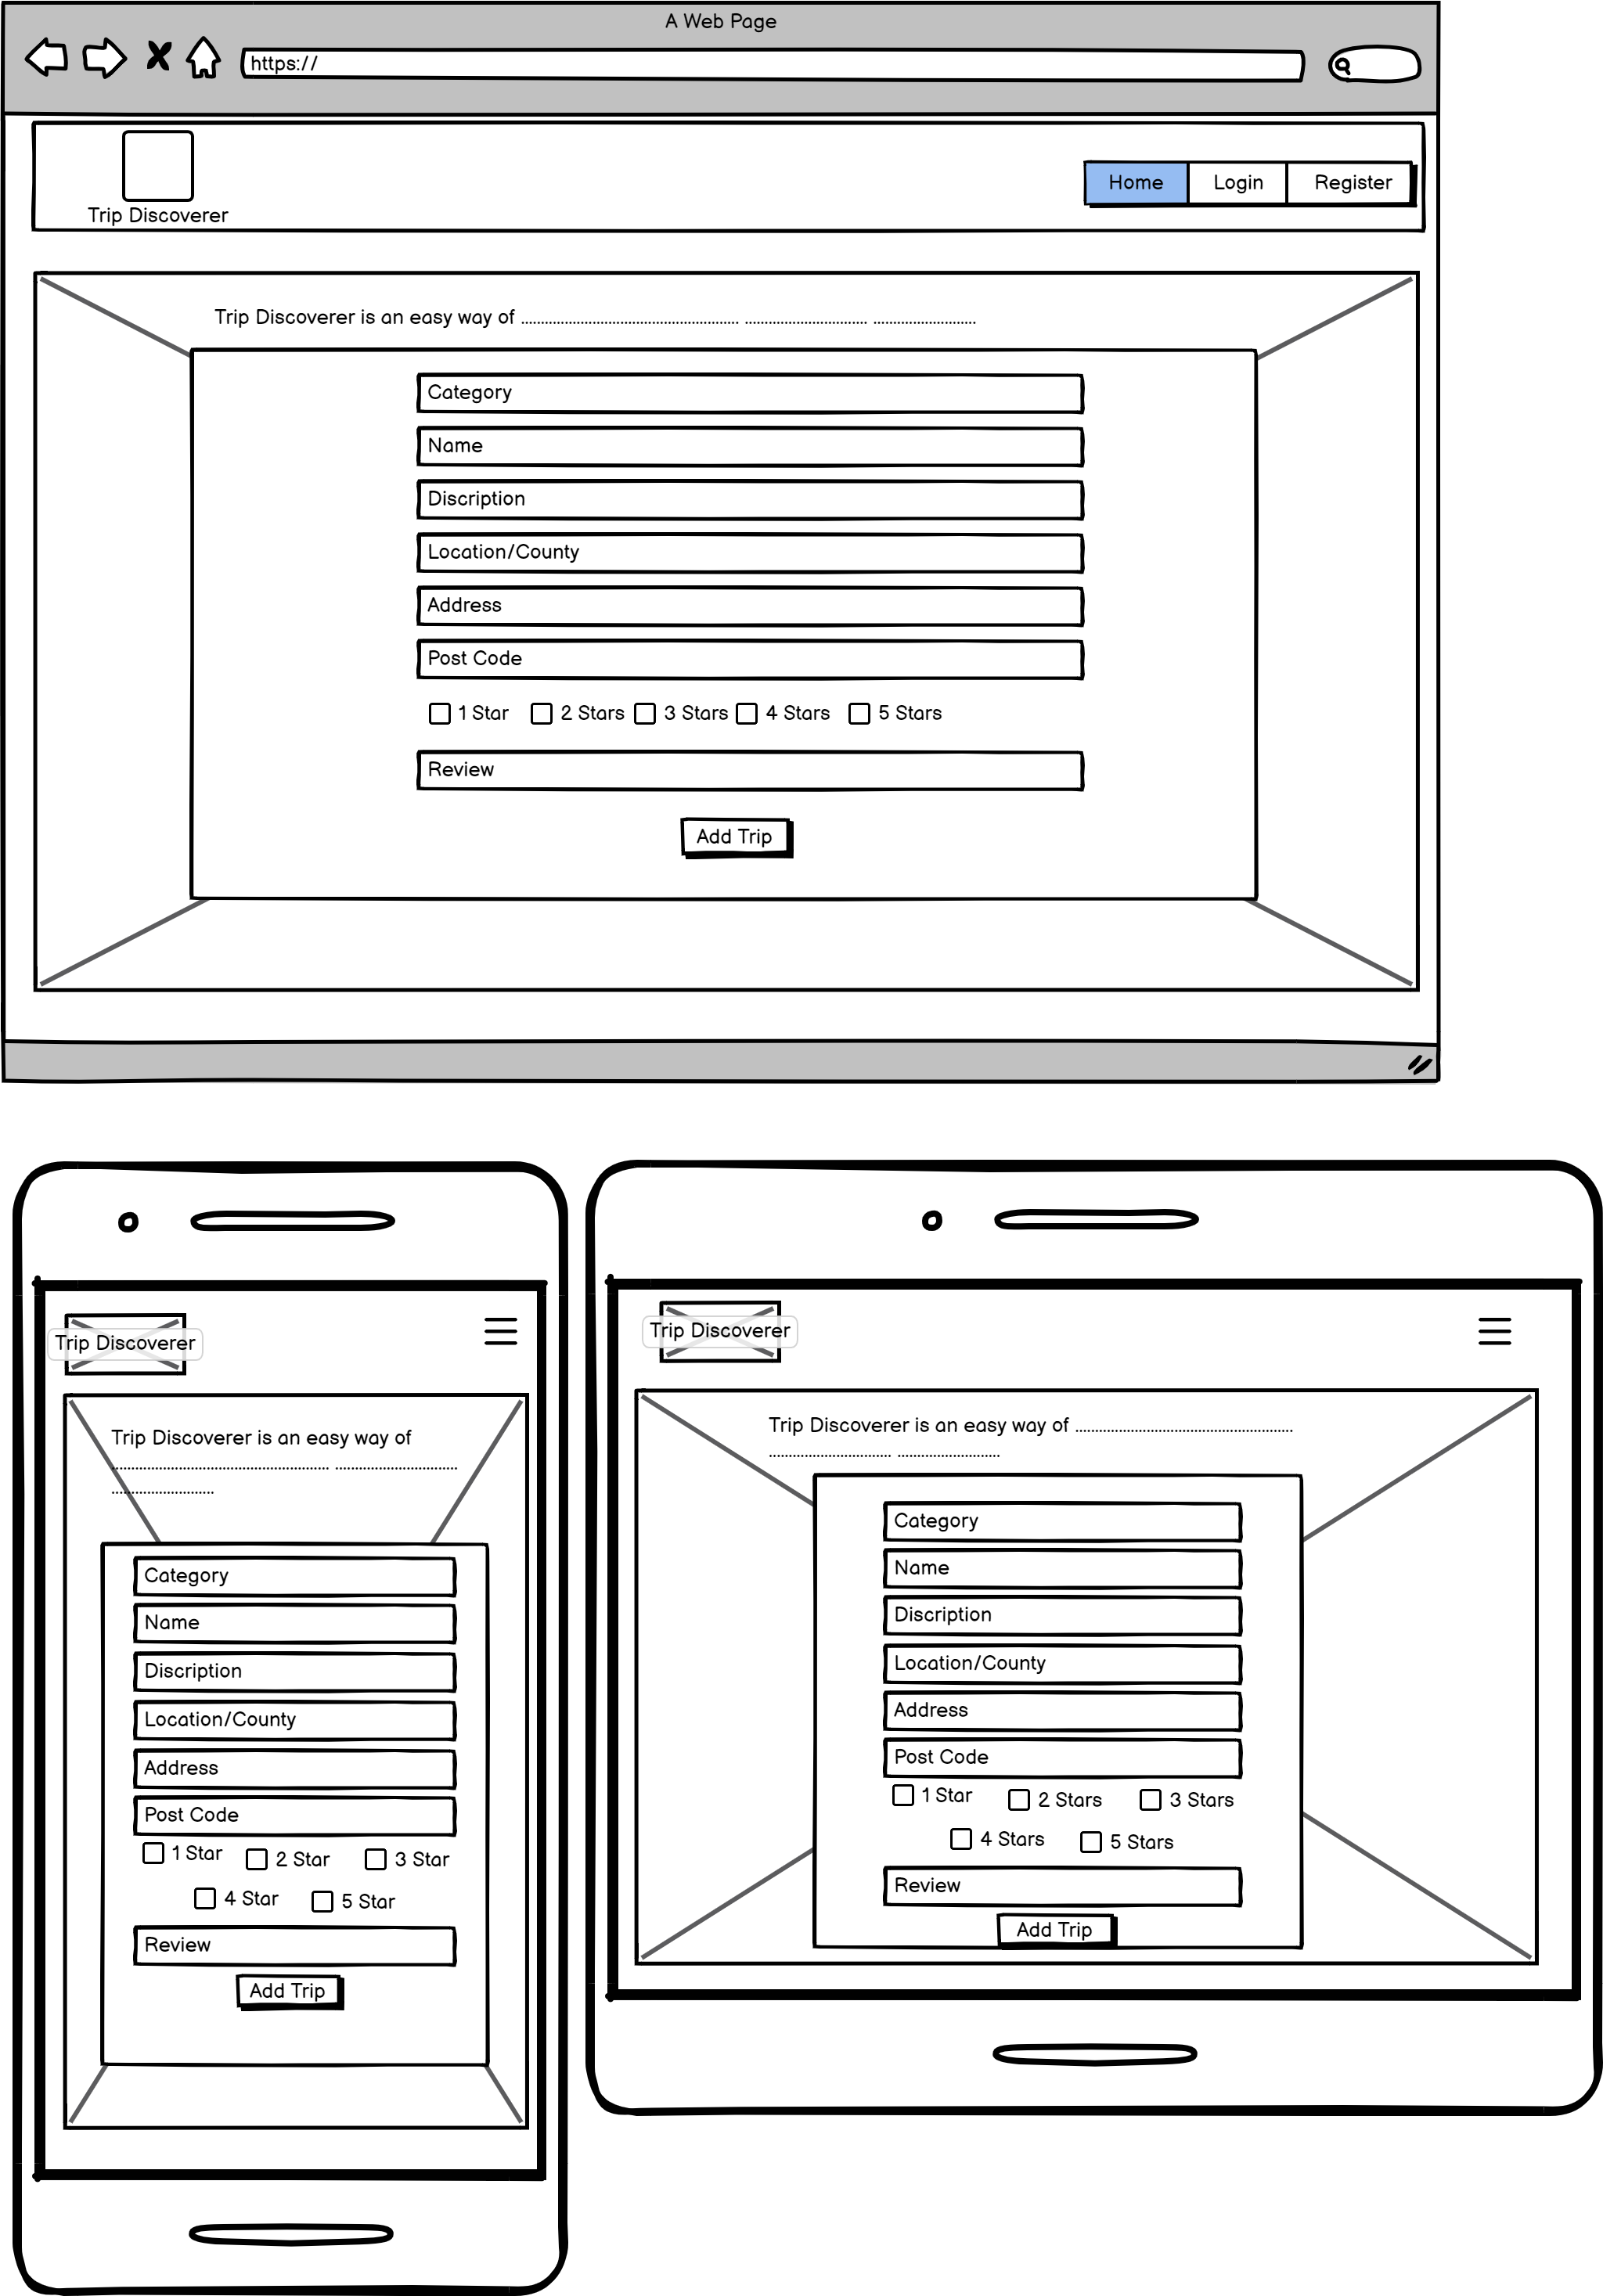 A Web Page
https://
Trip Discoverer
Home Login Register
Trip Discoverer is an easy way of ........................................................ ............................... ..........................
Category
Name
Discription
Location/County
Address
Post Code
1 Star 2 Stars 3 Stars 4 Stars 5 Stars
Review
Add Trip
Trip Discoverer
Trip Discoverer is an easy way of
........................................................ ...............................
..........................
Category
Name
Discription
Location/County
Address
Post Code
1 Star 2 Star 3 Star
4 Star 5 Star
Review
Add Trip
Trip Discoverer
Trip Discoverer is an easy way of ........................................................
............................... ..........................
Category
Name
Discription
Location/County
Address
Post Code
1 Star 2 Stars 3 Stars
4 Stars 5 Stars
Review
Add Trip